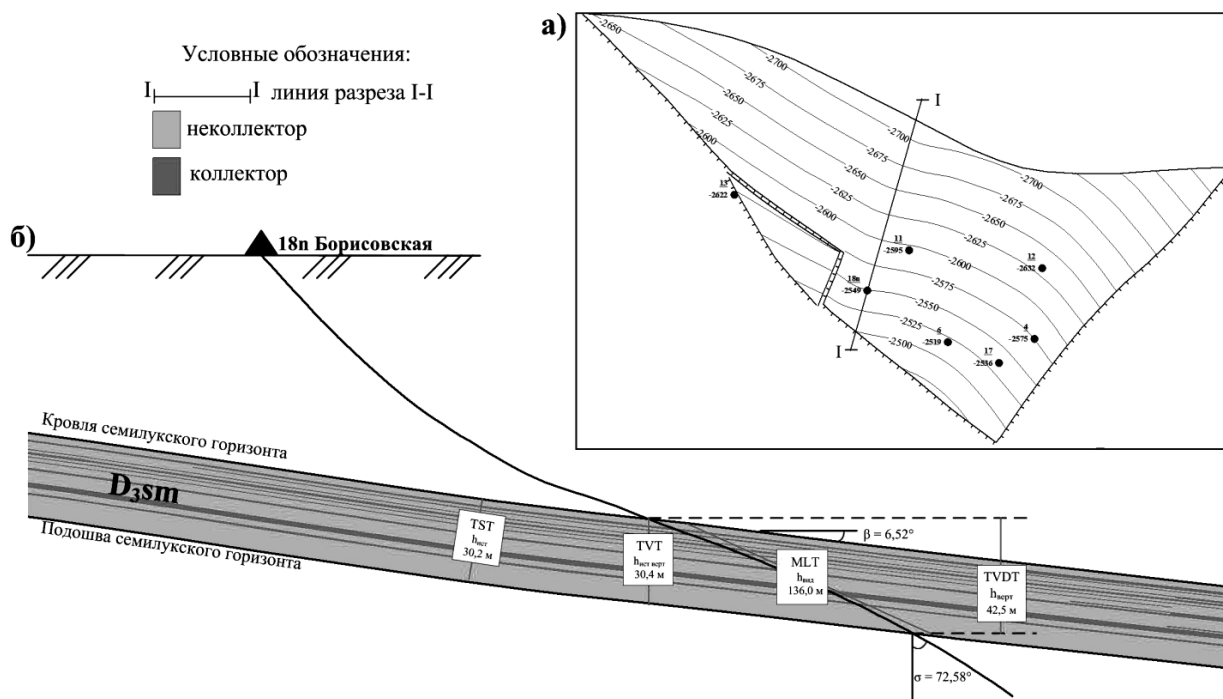 а)
Условные обозначения:
I I линия разреза I-I
неколлектор
коллектор
б)
18п Борисовская
I
-2650
-2700
-2675
-2650
-2625
-2600
-2700
-2675
-2650
-2625
-2600
-2700
-2675
-2650
-2625
-2600
-2575
-2550
-2525
-2500
13
-2622
11
-2595
12
-2632
18п
-2549
6
-2519
4
-2575
17
-2536
I
Кровля семилукского горизонта
D₃sm
Подошва семилукского горизонта
TST
hист
30,2 м
TVT
hист верт
30,4 м
MLT
hвид
136,0 м
TVDT
hверт
42,5 м
β = 6,52°
σ = 72,58°